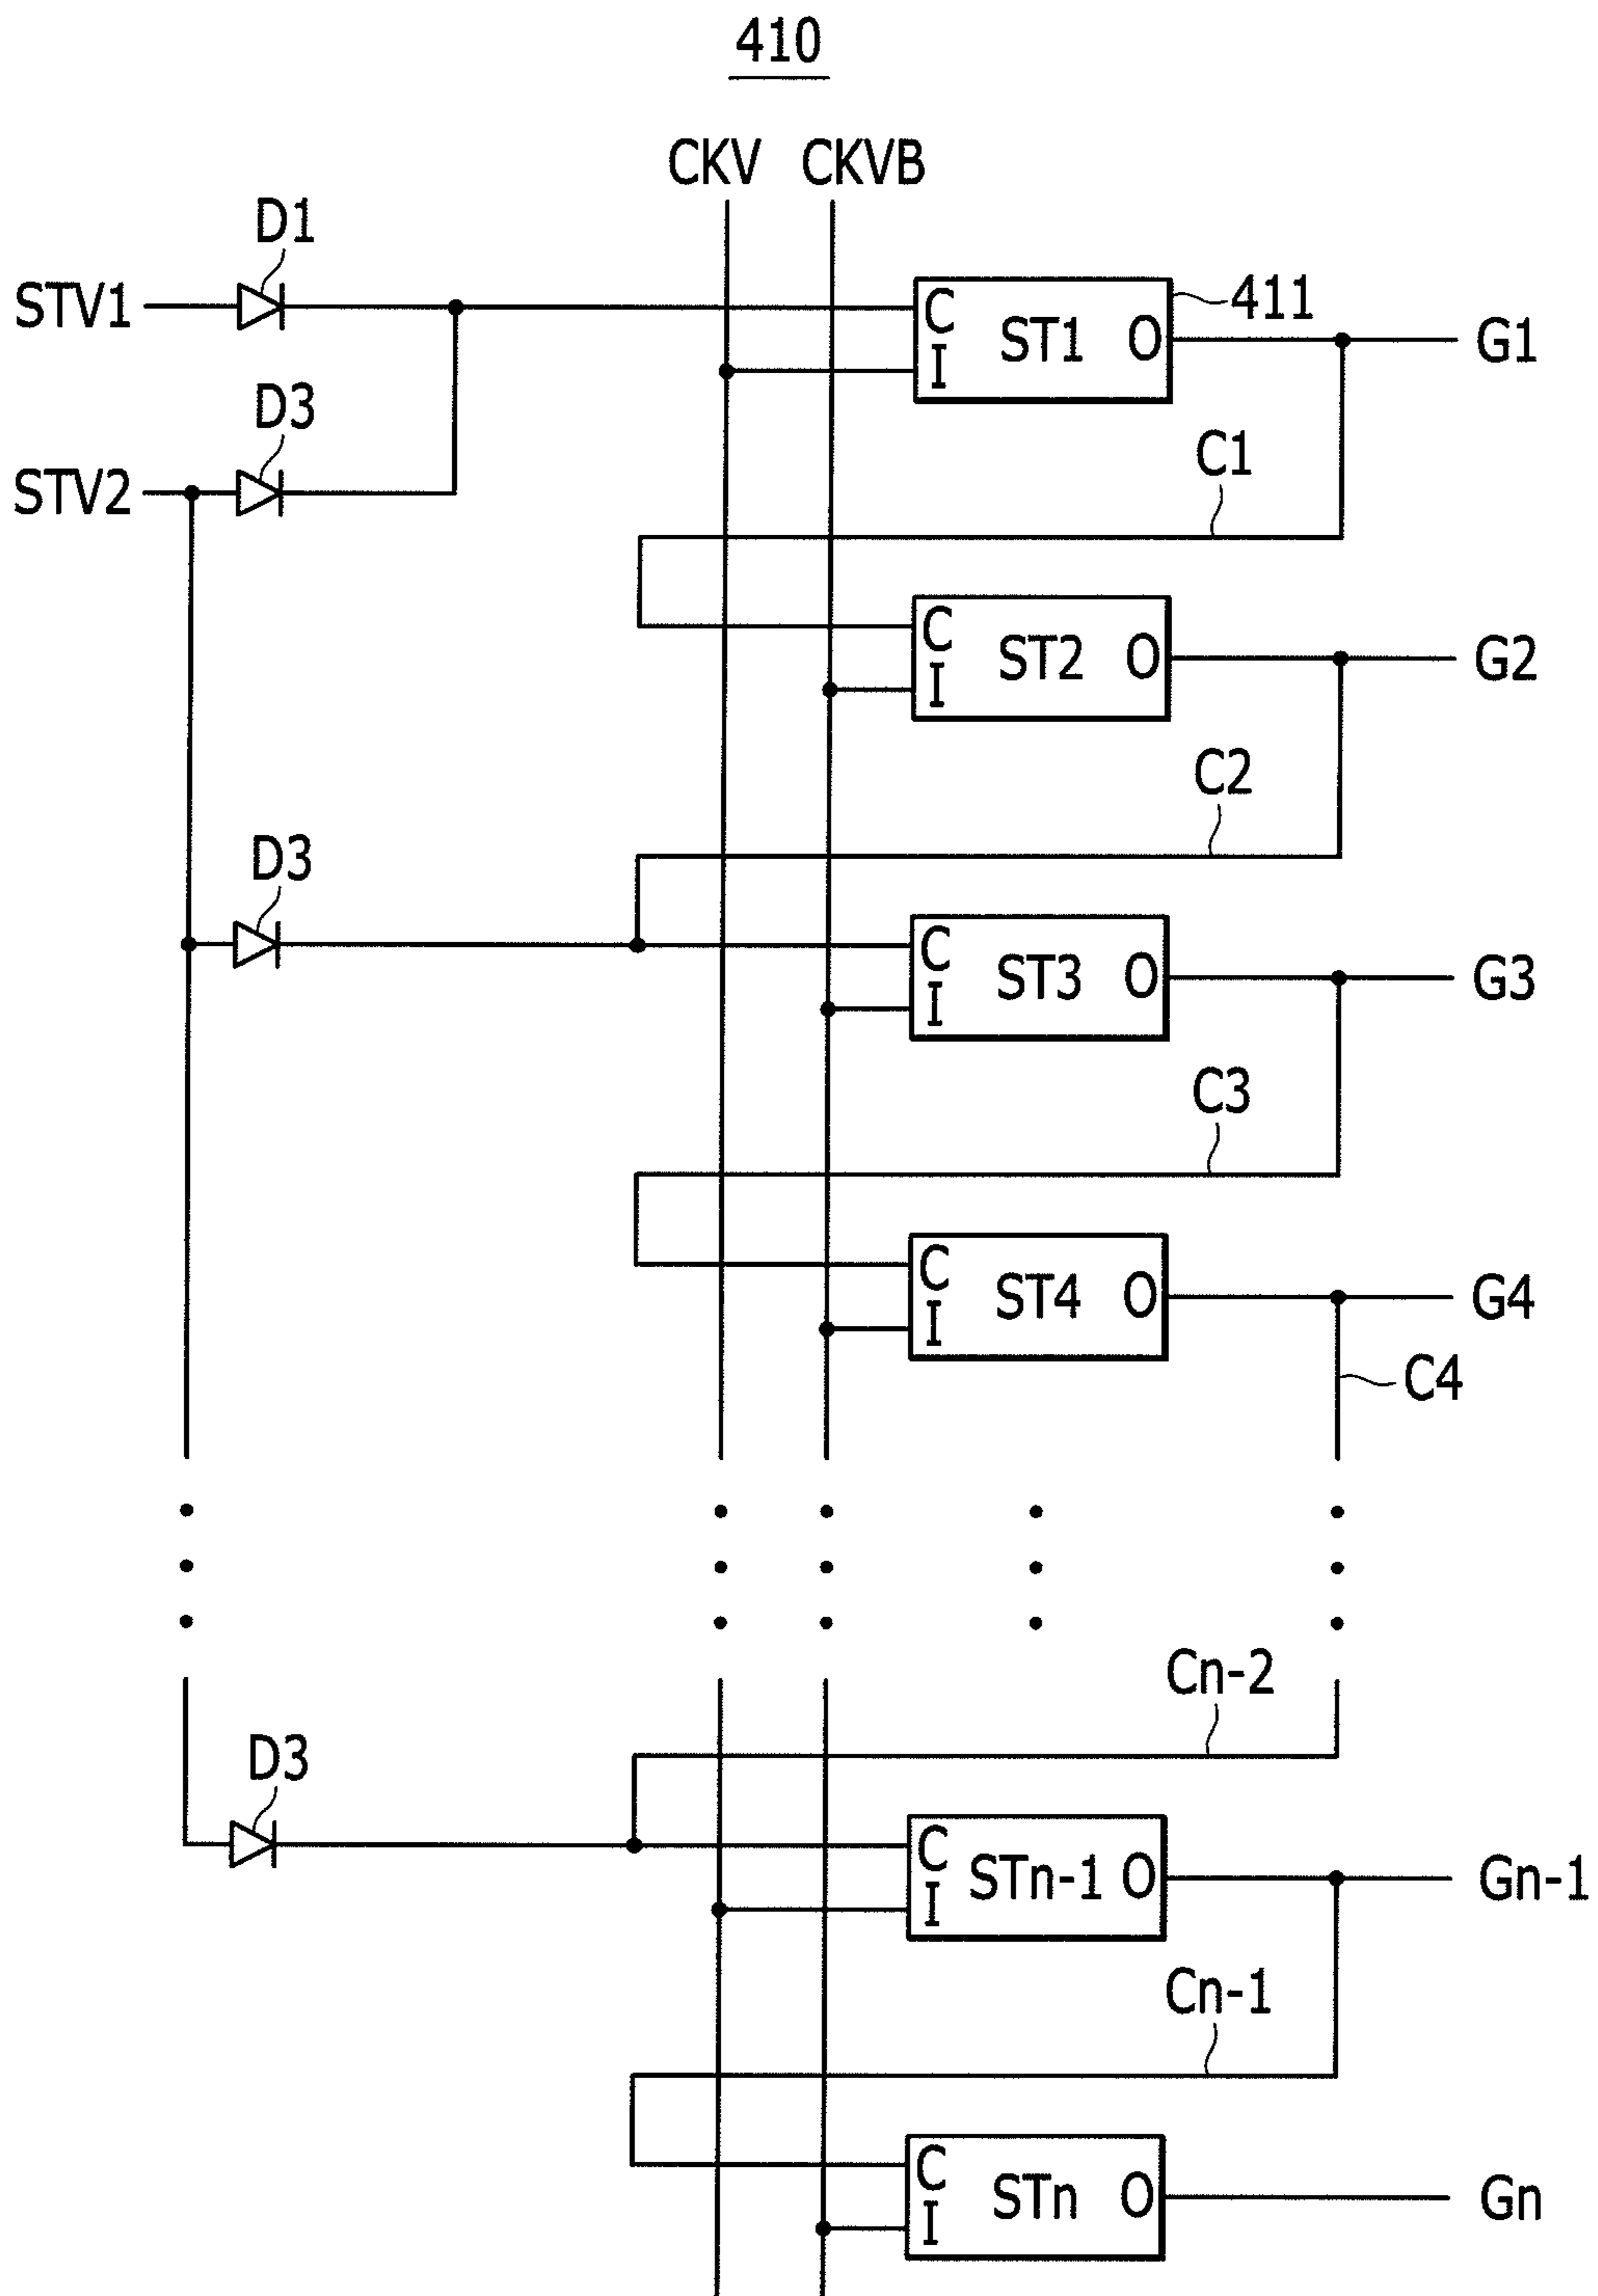 410
CKV CKVB
D1
STV1
C
I
ST1
O
411
G1
D3
STV2
C1
C
I
ST2
O
G2
C2
D3
C
I
ST3
O
G3
C3
C
I
ST4
O
G4
C4
Cn-2
D3
C
I
STn-1
O
Gn-1
Cn-1
C
I
STn
O
Gn